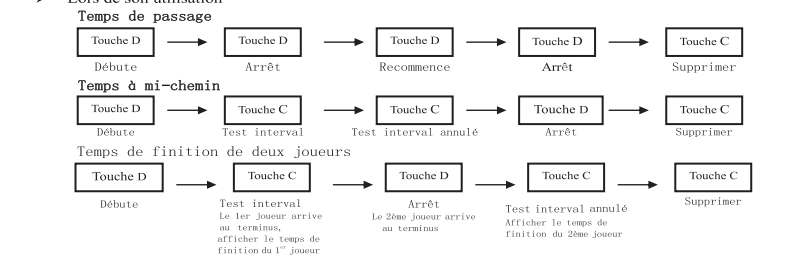 ➤ Lors de son utilisation
Temps de passage
Touche D Touche D Touche D Touche D Touche C
Débute Arrêt Recommence Arrêt Supprimer
Temps à mi-chemin
Touche D Touche C Touche C Touche D Touche C
Débute Test interval Test interval annulé Arrêt Supprimer
Temps de finition de deux joueurs
Touche D Touche C Touche D Touche C Touche C
Débute Test interval Arrêt Test interval annulé Supprimer
Le 1er joueur arrive Le 2ème joueur arrive Afficher le temps de
au terminus, au terminus finition du 2ème joueur
afficher le temps de
finition du 1er joueur